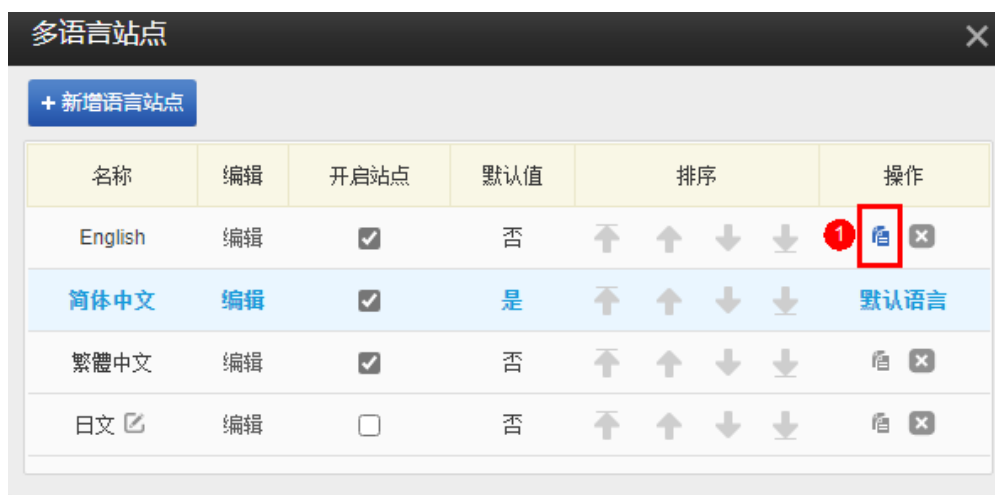 多语言站点
+ 新增语言站点
名称 编辑 开启站点 默认值 排序 操作
English 编辑 否 1
简体中文 编辑 是 默认语言
繁體中文 编辑 否
日文 编辑 否